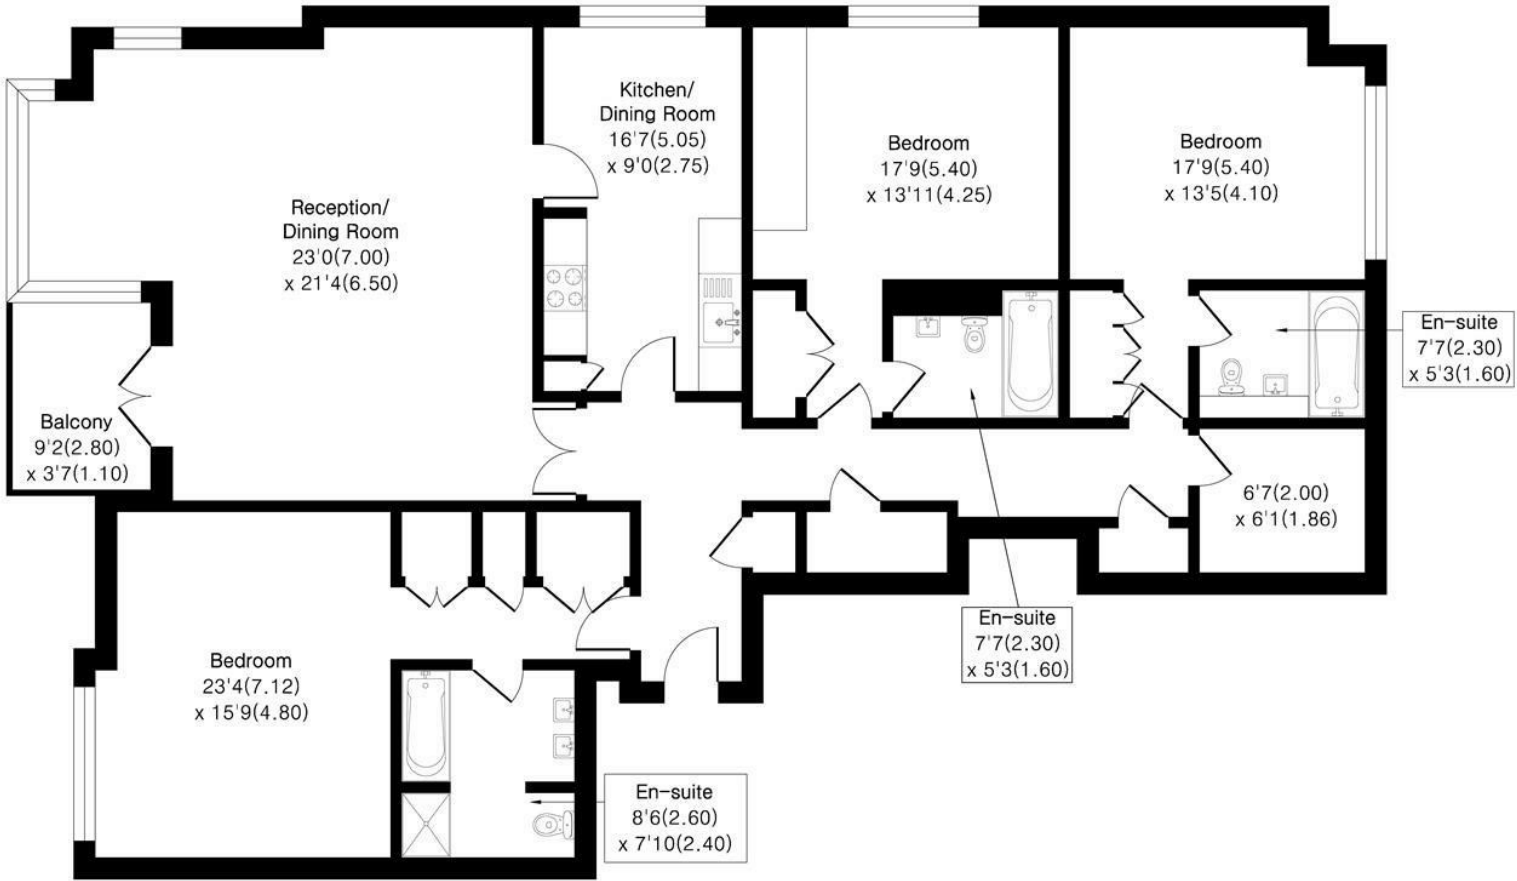 Kitchen/
Dining Room
16'7(5.05)
x 9'0(2.75)
Bedroom
17'9(5.40)
x 13'11(4.25)
Bedroom
17'9(5.40)
x 13'5(4.10)
Reception/
Dining Room
23'0(7.00)
x 21'4(6.50)
En-suite
7'7(2.30)
x 5'3(1.60)
Balcony
9'2(2.80)
x 3'7(1.10)
6'7(2.00)
x 6'1(1.86)
En-suite
7'7(2.30)
x 5'3(1.60)
Bedroom
23'4(7.12)
x 15'9(4.80)
En-suite
8'6(2.60)
x 7'10(2.40)